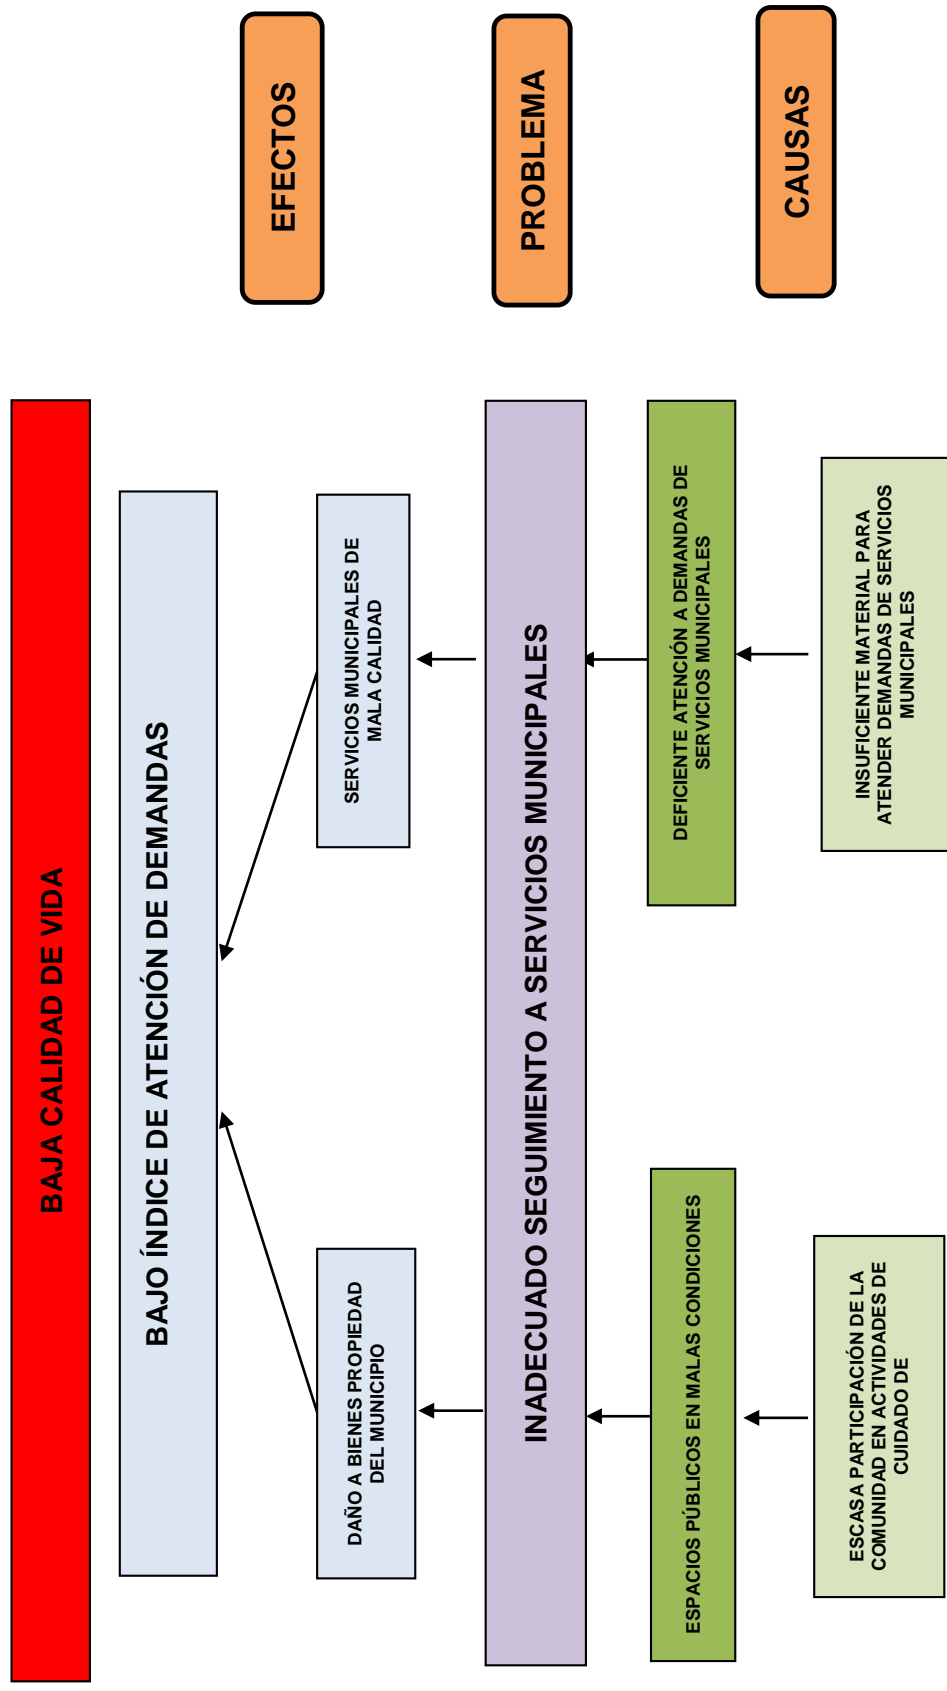 BAJA CALIDAD DE VIDA
BAJO ÍNDICE DE ATENCIÓN DE DEMANDAS
EFECTOS
DAÑO A BIENES PROPIEDAD
DEL MUNICIPIO
SERVICIOS MUNICIPALES DE
MALA CALIDAD
INADECUADO SEGUIMIENTO A SERVICIOS MUNICIPALES
PROBLEMA
ESPACIOS PÚBLICOS EN MALAS CONDICIONES
DEFICIENTE ATENCIÓN A DEMANDAS DE
SERVICIOS MUNICIPALES
CAUSAS
ESCASA PARTICIPACIÓN DE LA
COMUNIDAD EN ACTIVIDADES DE
CUIDADO DE
INSUFICIENTE MATERIAL PARA
ATENDER DEMANDAS DE SERVICIOS
MUNICIPALES